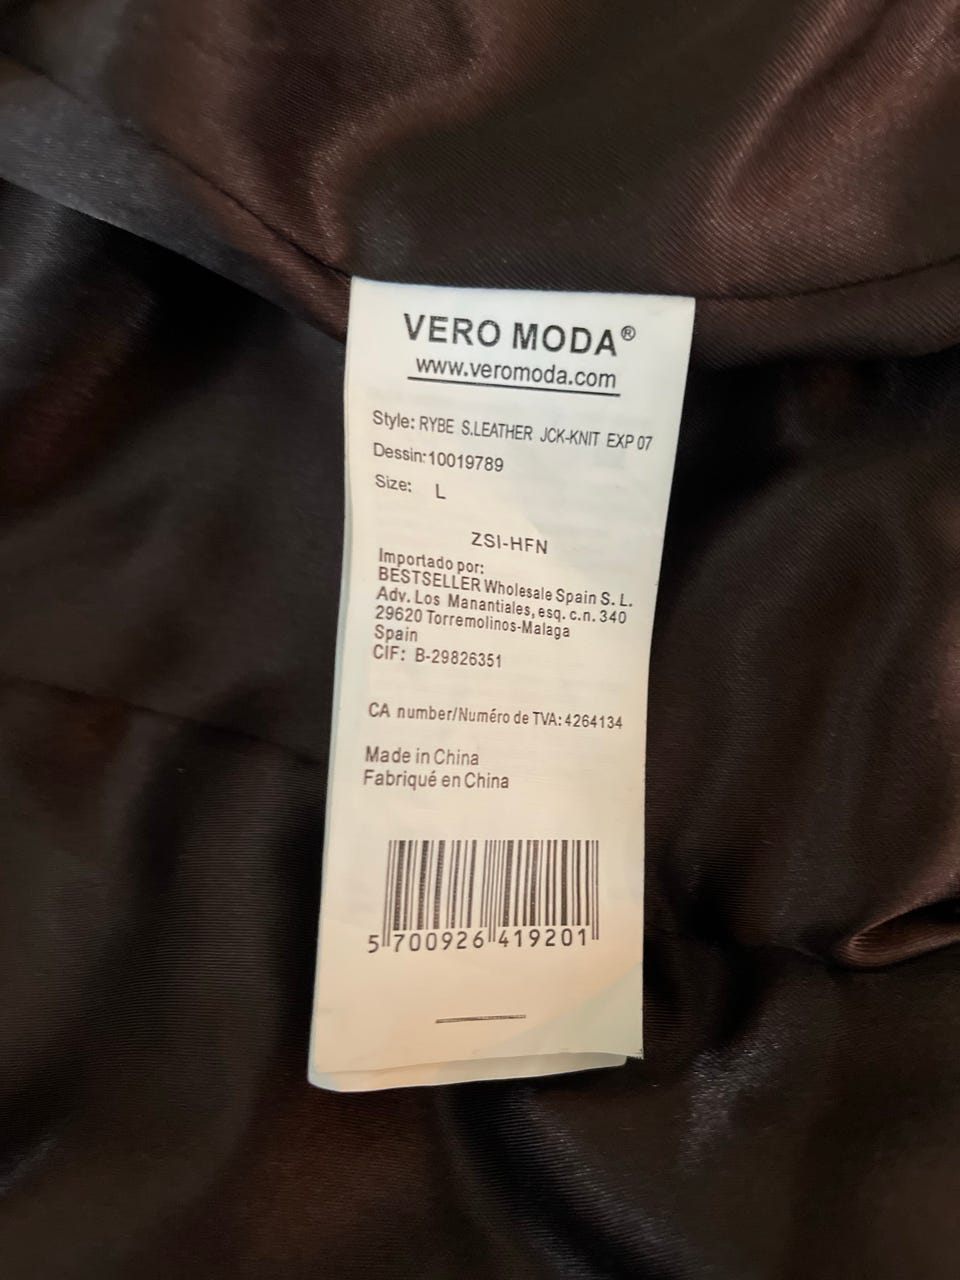 VERO MODA®
www.veromoda.com
Style: RYBE S.LEATHER JCK-KNIT EXP 07
Dessin:10019789
Size: L
ZSI-HFN
Importado por:
BESTSELLER Wholesale Spain S. L.
Adv. Los Manantiales, esq. c.n. 340
29620 Torremolinos-Malaga
Spain
CIF: B-29826351
CA number/Numéro de TVA: 4264134
Made in China
Fabriqué en China
5 700926 419201